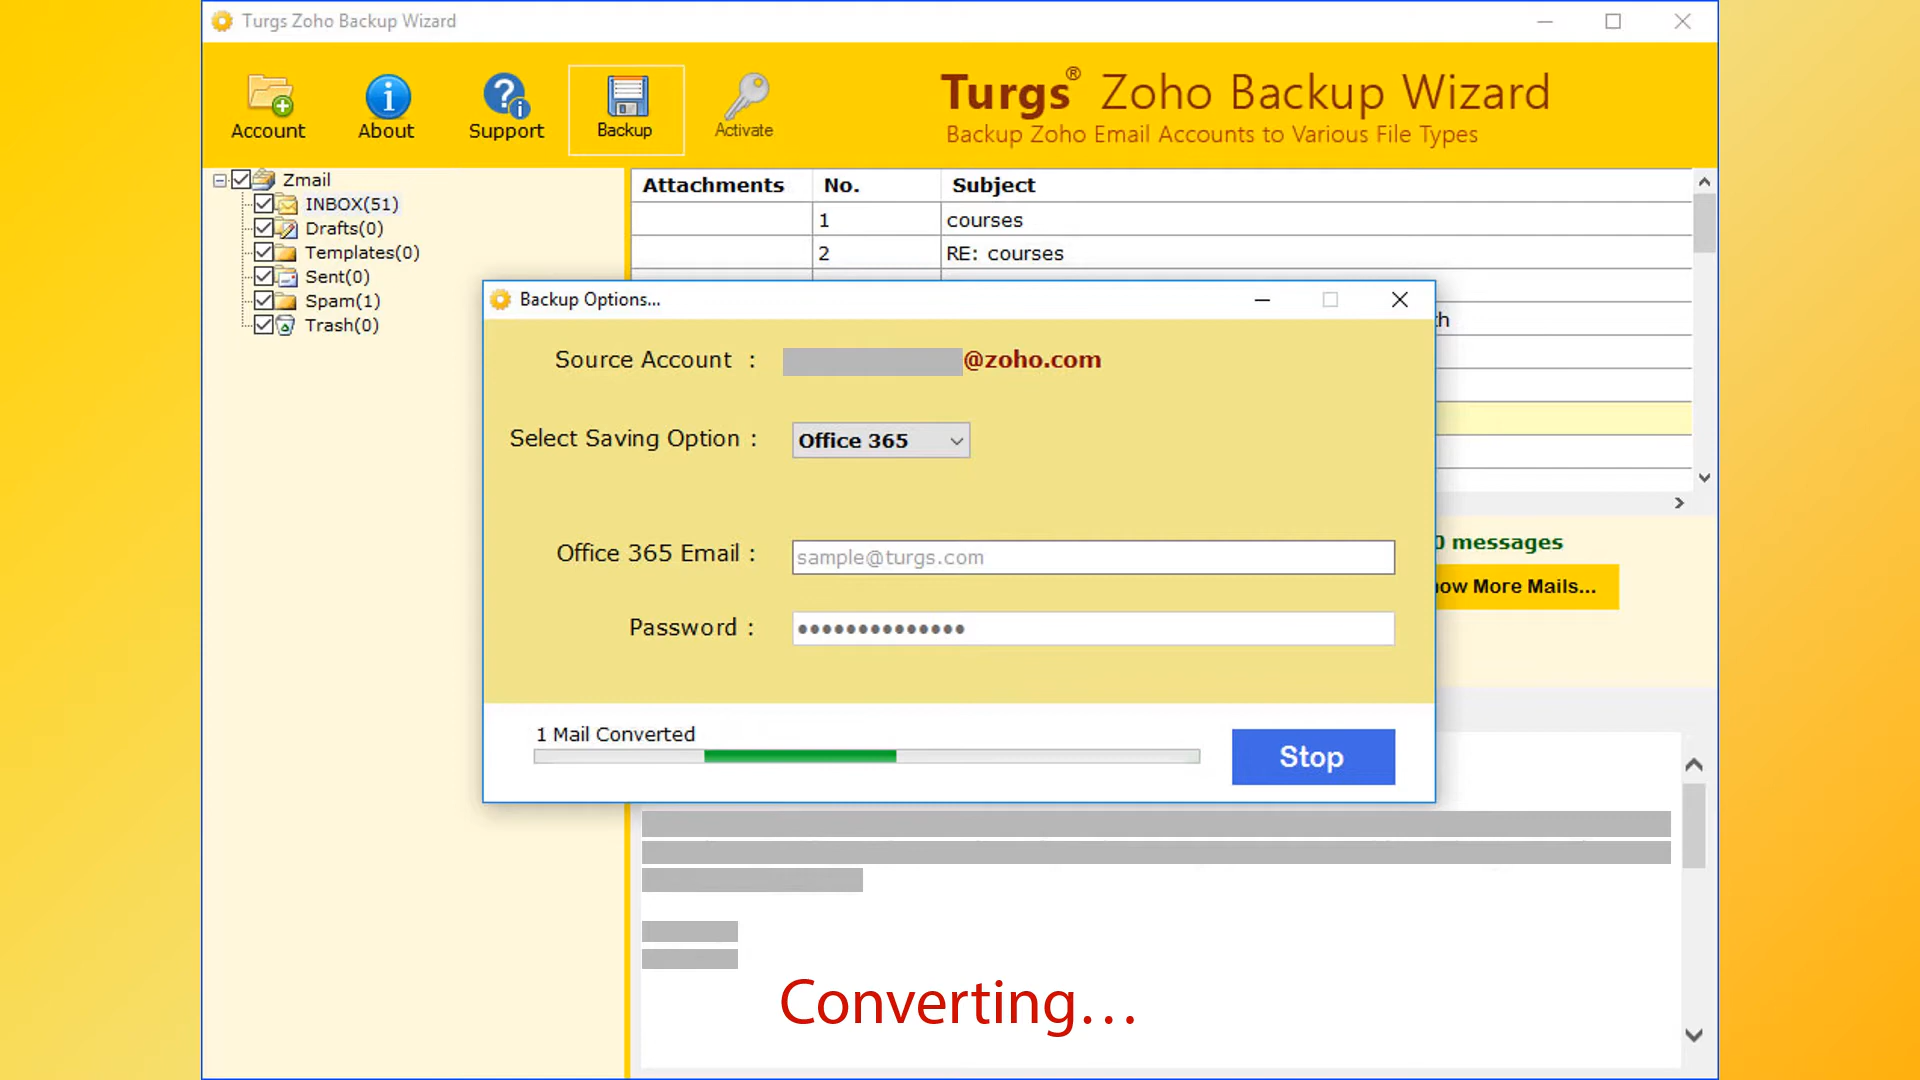 Turgs Zoho Backup Wizard
Account
About
Support
Backup
Activate
Turgs® Zoho Backup Wizard
Backup Zoho Email Accounts to Various File Types
Zmail
INBOX(51)
Drafts(0)
Templates(0)
Sent(0)
Spam(1)
Trash(0)
Attachments No. Subject
1 courses
2 RE: courses
Backup Options...
Source Account : @zoho.com
Select Saving Option : Office 365
Office 365 Email : sample@turgs.com
Password : ••••••••••••••
messages
More Mails...
1 Mail Converted
Stop
Converting...